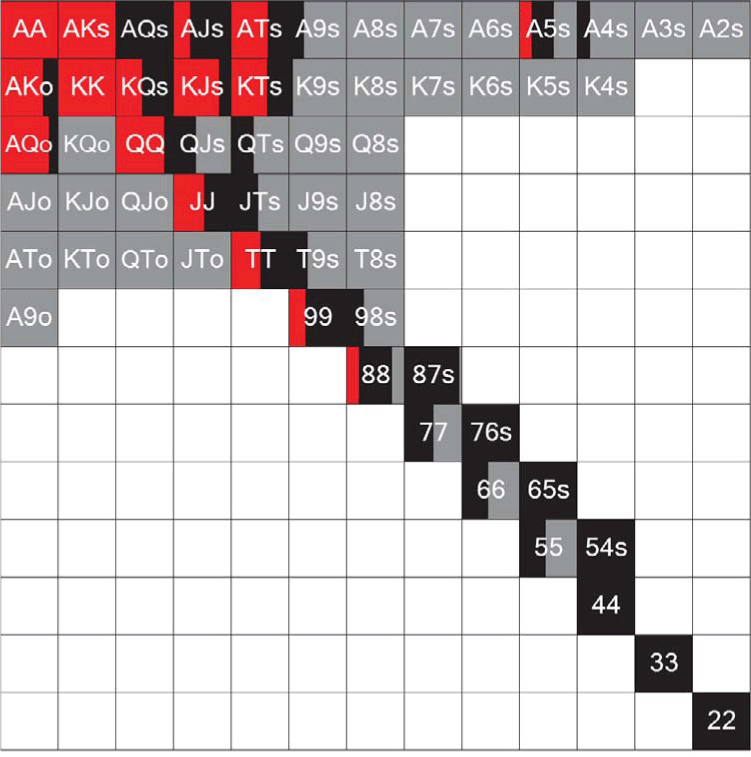 AA AKs AQs AJs ATs A9s A8s A7s A6s A5s A4s A3s A2s
AKo KK KQs KJs KTs K9s K8s K7s K6s K5s K4s
AQo KQo QQ QJs QTs Q9s Q8s
AJo KJo QJo JJ JTs J9s J8s
ATo KTo QTo JTo TT T9s T8s
A9o 99 98s
88 87s
77 76s
66 65s
55 54s
44
33
22